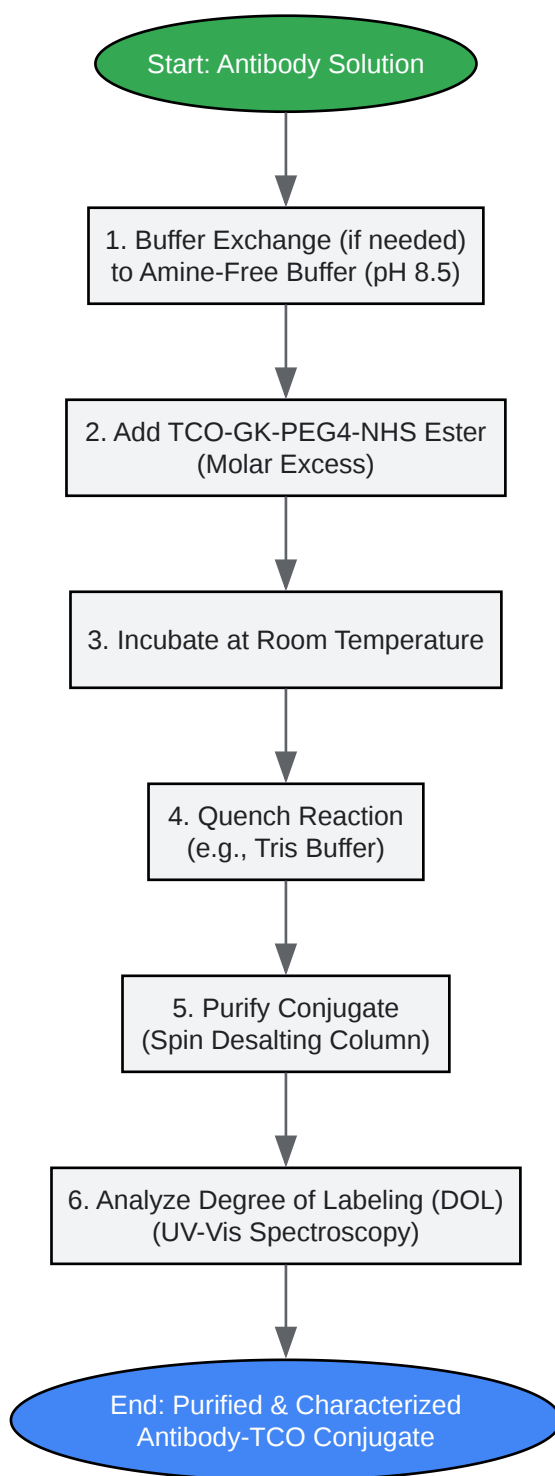 Start: Antibody Solution
1. Buffer Exchange (if needed)
to Amine-Free Buffer (pH 8.5)
2. Add TCO-GK-PEG4-NHS Ester
(Molar Excess)
3. Incubate at Room Temperature
4. Quench Reaction
(e.g., Tris Buffer)
5. Purify Conjugate
(Spin Desalting Column)
6. Analyze Degree of Labeling (DOL)
(UV-Vis Spectroscopy)
End: Purified & Characterized
Antibody-TCO Conjugate